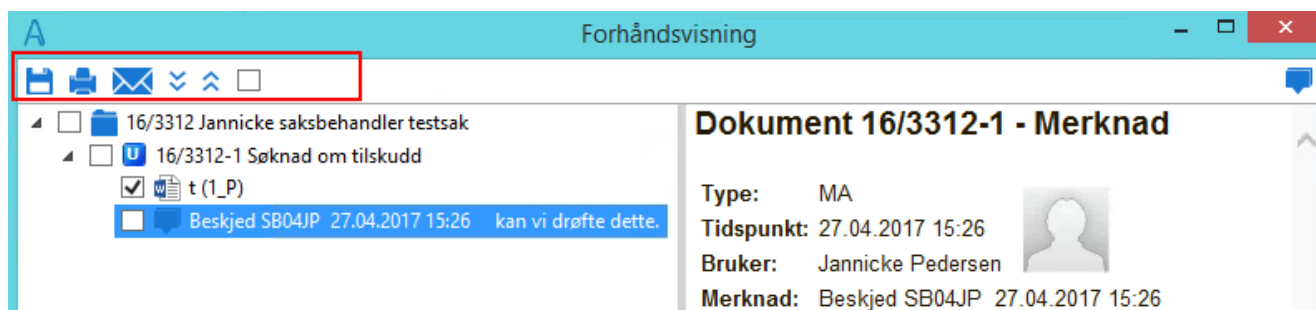 Forhåndsvisning
16/3312 Jannicke saksbehandler testsak
U 16/3312-1 Søknad om tilskudd
t (1_P)
Beskjed SB04JP 27.04.2017 15:26 kan vi drøfte dette.
Dokument 16/3312-1 - Merknad
Type: MA
Tidspunkt: 27.04.2017 15:26
Bruker: Jannicke Pedersen
Merknad: Beskjed SB04JP 27.04.2017 15:26